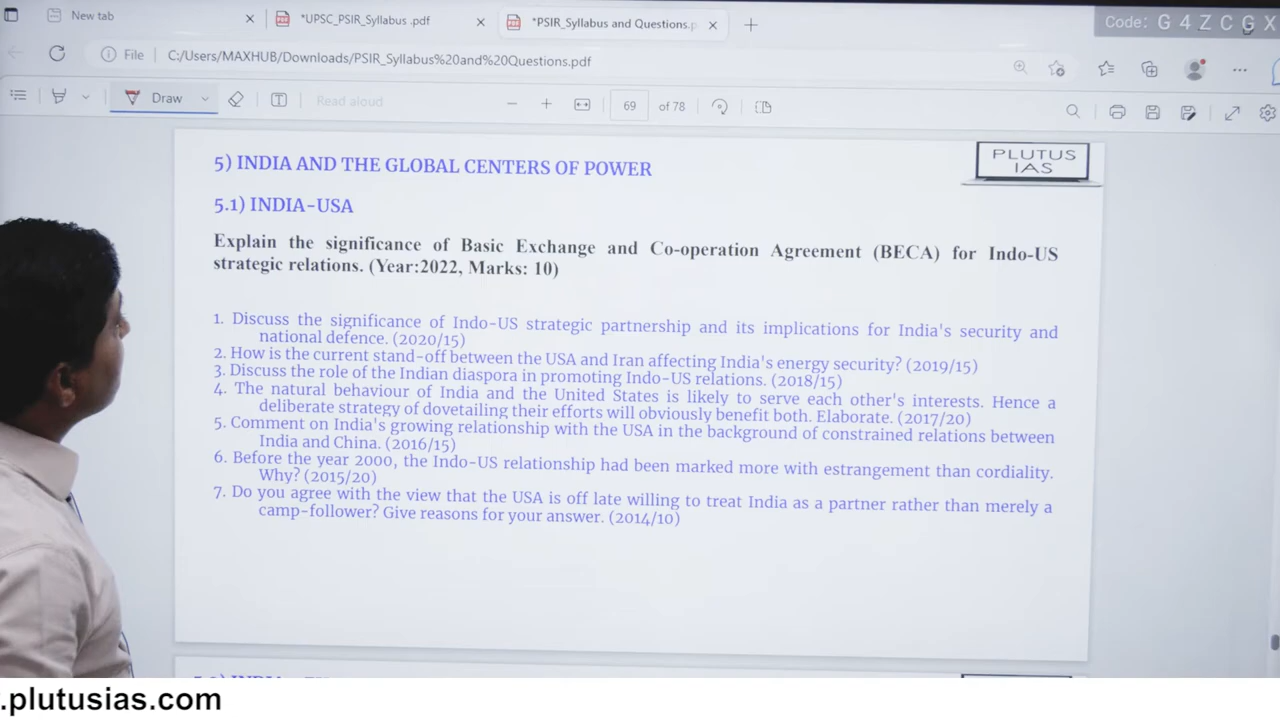 New tab
*UPSC_PSIR_Syllabus .pdf
*PSIR_Syllabus and Questions.p
Code: G 4 Z C G X
File
C:/Users/MAXHUB/Downloads/PSIR_Syllabus%20and%20Questions.pdf
Draw
Read aloud
69 of 78
5) INDIA AND THE GLOBAL CENTERS OF POWER
PLUTUS
IAS
5.1) INDIA-USA
Explain the significance of Basic Exchange and Co-operation Agreement (BECA) for Indo-US
strategic relations. (Year:2022, Marks: 10)
1. Discuss the significance of Indo-US strategic partnership and its implications for India's security and
national defence. (2020/15)
2. How is the current stand-off between the USA and Iran affecting India's energy security? (2019/15)
3. Discuss the role of the Indian diaspora in promoting Indo-US relations. (2018/15)
4. The natural behaviour of India and the United States is likely to serve each other's interests. Hence a
deliberate strategy of dovetailing their efforts will obviously benefit both. Elaborate. (2017/20)
5. Comment on India's growing relationship with the USA in the background of constrained relations between
India and China. (2016/15)
6. Before the year 2000, the Indo-US relationship had been marked more with estrangement than cordiality.
Why? (2015/20)
7. Do you agree with the view that the USA is off late willing to treat India as a partner rather than merely a
camp-follower? Give reasons for your answer. (2014/10)
.plutusias.com